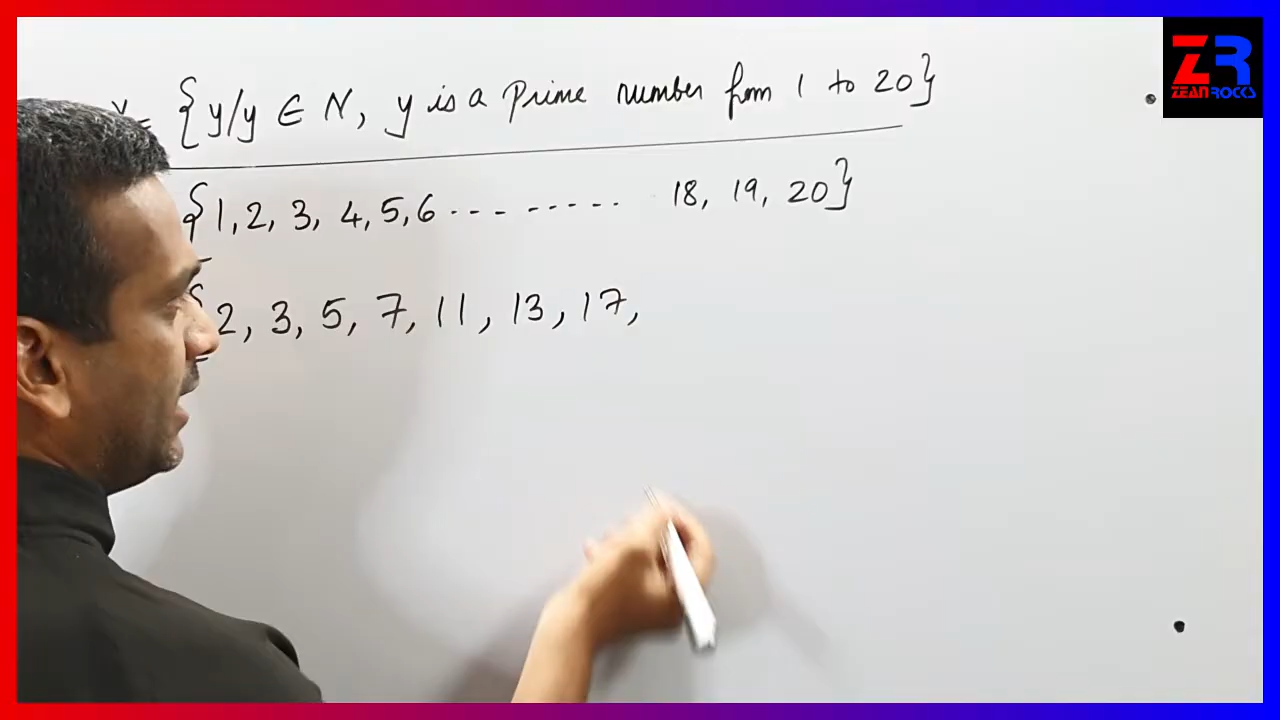 = {y/y ∈ N, y is a Prime number from 1 to 20}
{1, 2, 3, 4, 5, 6 --------- 18, 19, 20}
{2, 3, 5, 7, 11, 13, 17,
ZR
ZEAN ROCKS